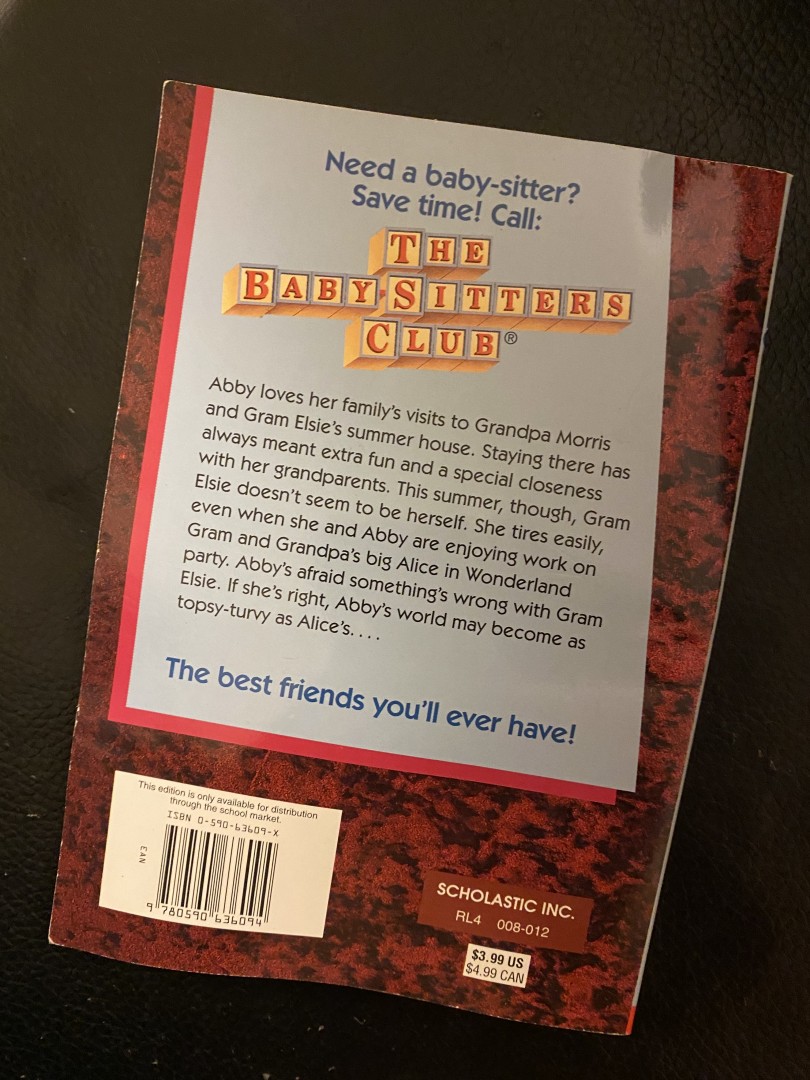 Need a baby-sitter?
Save time! Call:
THE
BABY-SITTERS
CLUB®
Abby loves her family's visits to Grandpa Morris
and Gram Elsie's summer house. Staying there has
always meant extra fun and a special closeness
with her grandparents. This summer, though, Gram
Elsie doesn't seem to be herself. She tires easily,
even when she and Abby are enjoying work on
Gram and Grandpa's big Alice in Wonderland
party. Abby's afraid something's wrong with Gram
Elsie. If she's right, Abby's world may become as
topsy-turvy as Alice's. . . .
The best friends you'll ever have!
This edition is only available for distribution
through the school market.
ISBN 0-590-63609-X
EAN
9 780590 636094
SCHOLASTIC INC.
RL4 008-012
$3.99 US
$4.99 CAN